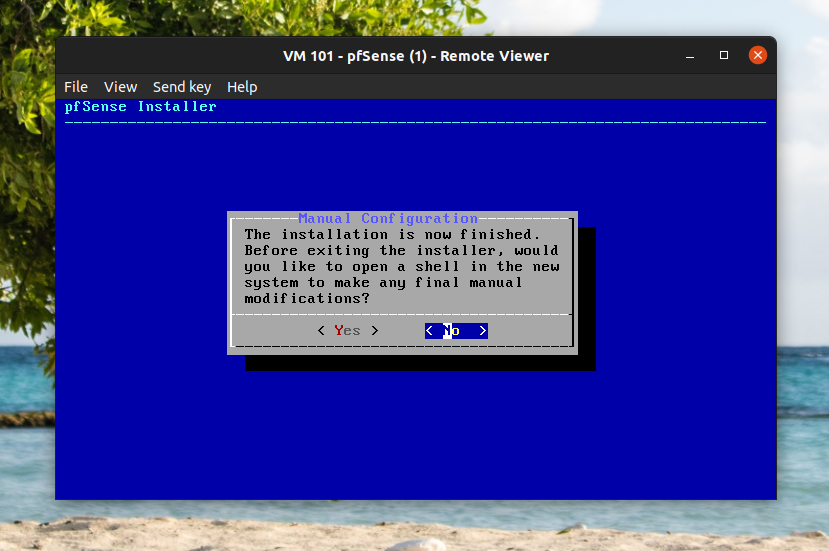 VM 101 - pfSense (1) - Remote Viewer
File View Send key Help
pfSense Installer
Manual Configuration
The installation is now finished.
Before exiting the installer, would
you like to open a shell in the new
system to make any final manual
modifications?
< Yes > < No >